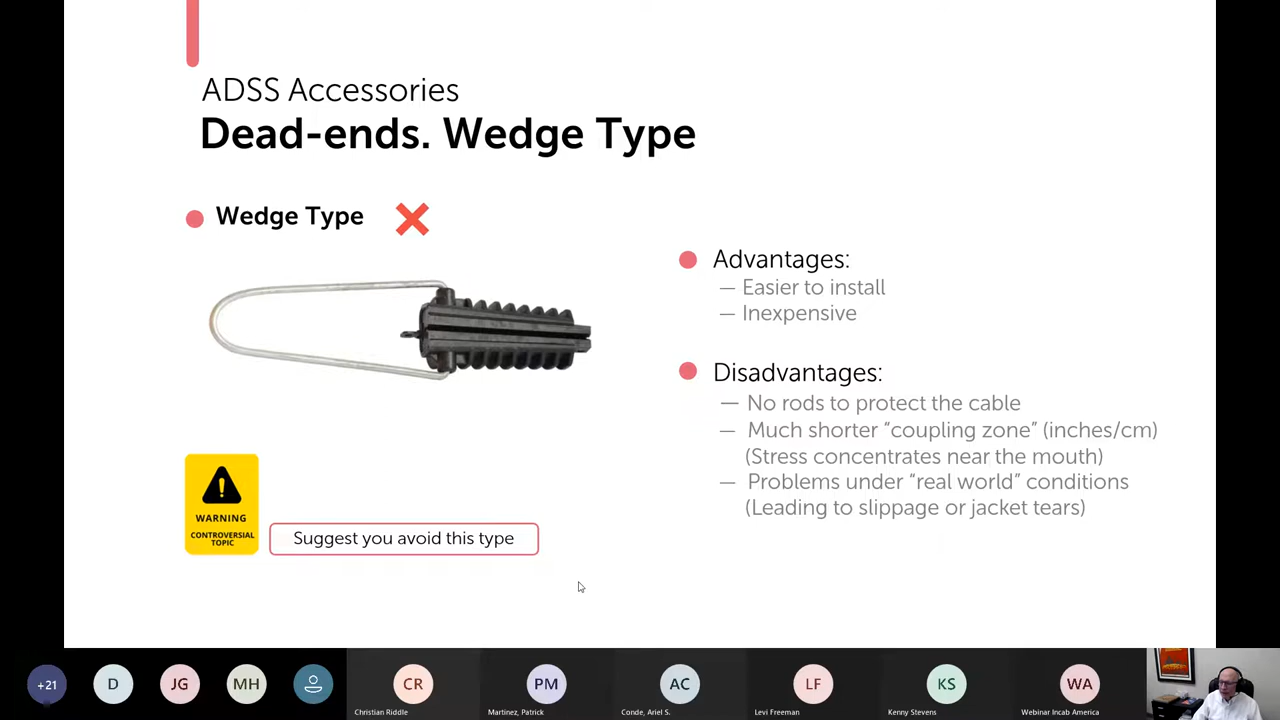 ADSS Accessories
Dead-ends. Wedge Type
Wedge Type
Advantages:
— Easier to install
— Inexpensive
Disadvantages:
— No rods to protect the cable
— Much shorter “coupling zone” (inches/cm)
(Stress concentrates near the mouth)
— Problems under “real world” conditions
(Leading to slippage or jacket tears)
WARNING
CONTROVERSIAL
TOPIC
Suggest you avoid this type
+21
D
JG
MH
CR
PM
AC
LF
KS
WA
Christian Riddle
Martinez, Patrick
Conde, Ariel S.
Levi Freeman
Kenny Stevens
Webinar Incab America